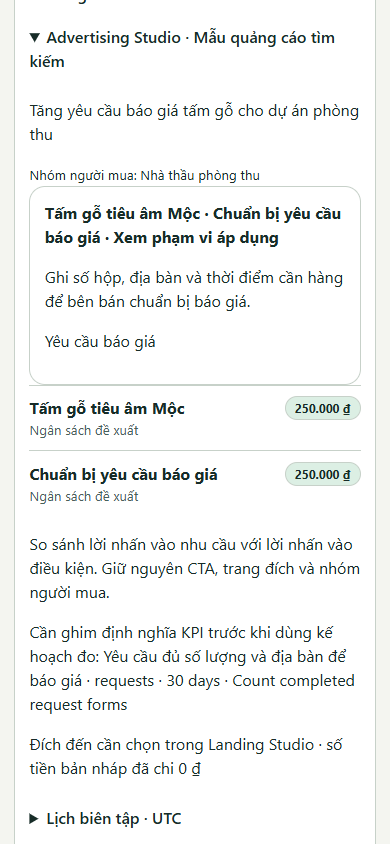 ▼ Advertising Studio · Mẫu quảng cáo tìm
kiếm
Tăng yêu cầu báo giá tấm gỗ cho dự án phòng
thu
Nhóm người mua: Nhà thầu phòng thu
Tấm gỗ tiêu âm Mộc · Chuẩn bị yêu cầu
báo giá · Xem phạm vi áp dụng
Ghi số hộp, địa bàn và thời điểm cần hàng
để bên bán chuẩn bị báo giá.
Yêu cầu báo giá
Tấm gỗ tiêu âm Mộc
250.000 ₫
Ngân sách đề xuất
Chuẩn bị yêu cầu báo giá
250.000 ₫
Ngân sách đề xuất
So sánh lời nhấn vào nhu cầu với lời nhấn vào
điều kiện. Giữ nguyên CTA, trang đích và nhóm
người mua.
Cần ghim định nghĩa KPI trước khi dùng kế
hoạch đo: Yêu cầu đủ số lượng và địa bàn để
báo giá · requests · 30 days · Count completed
request forms
Đích đến cần chọn trong Landing Studio · số
tiền bản nháp đã chi 0 ₫
▶ Lịch biên tập · UTC